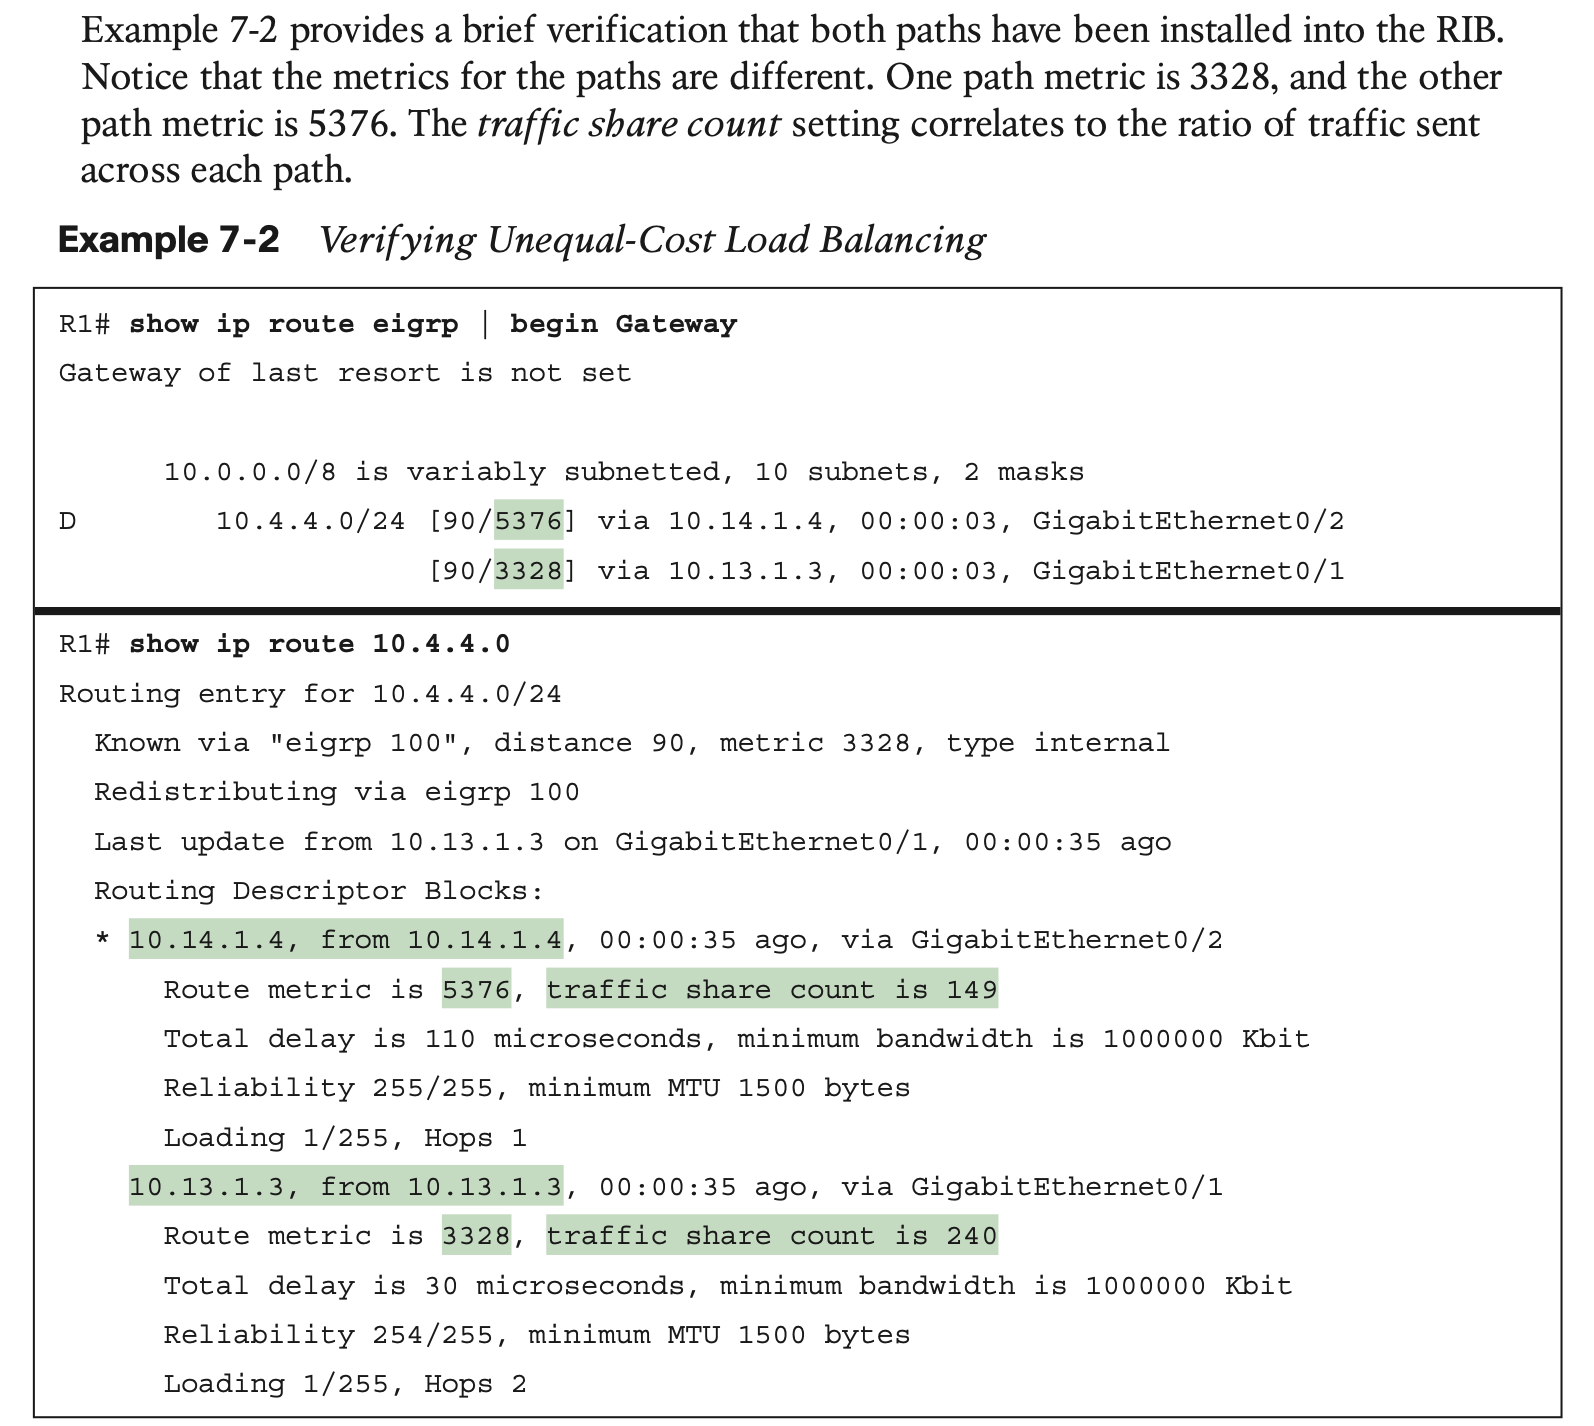 Example 7-2 provides a brief verification that both paths have been installed into the RIB.
Notice that the metrics for the paths are different. One path metric is 3328, and the other
path metric is 5376. The traffic share count setting correlates to the ratio of traffic sent
across each path.
Example 7-2 Verifying Unequal-Cost Load Balancing
R1# show ip route eigrp | begin Gateway
Gateway of last resort is not set
10.0.0.0/8 is variably subnetted, 10 subnets, 2 masks
D 10.4.4.0/24 [90/5376] via 10.14.1.4, 00:00:03, GigabitEthernet0/2
[90/3328] via 10.13.1.3, 00:00:03, GigabitEthernet0/1
R1# show ip route 10.4.4.0
Routing entry for 10.4.4.0/24
Known via "eigrp 100", distance 90, metric 3328, type internal
Redistributing via eigrp 100
Last update from 10.13.1.3 on GigabitEthernet0/1, 00:00:35 ago
Routing Descriptor Blocks:
* 10.14.1.4, from 10.14.1.4, 00:00:35 ago, via GigabitEthernet0/2
Route metric is 5376, traffic share count is 149
Total delay is 110 microseconds, minimum bandwidth is 1000000 Kbit
Reliability 255/255, minimum MTU 1500 bytes
Loading 1/255, Hops 1
10.13.1.3, from 10.13.1.3, 00:00:35 ago, via GigabitEthernet0/1
Route metric is 3328, traffic share count is 240
Total delay is 30 microseconds, minimum bandwidth is 1000000 Kbit
Reliability 254/255, minimum MTU 1500 bytes
Loading 1/255, Hops 2